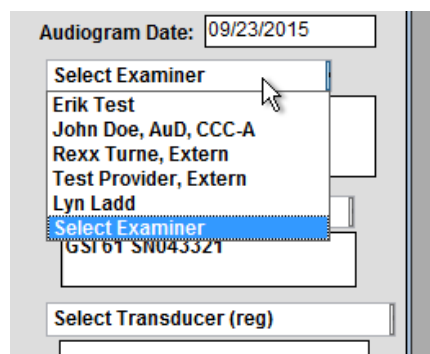 Audiogram Date: 09/23/2015
Select Examiner
Erik Test
John Doe, AuD, CCC-A
Rexx Turne, Extern
Test Provider, Extern
Lyn Ladd
Select Examiner
GSI 61 SN043321
Select Transducer (reg)